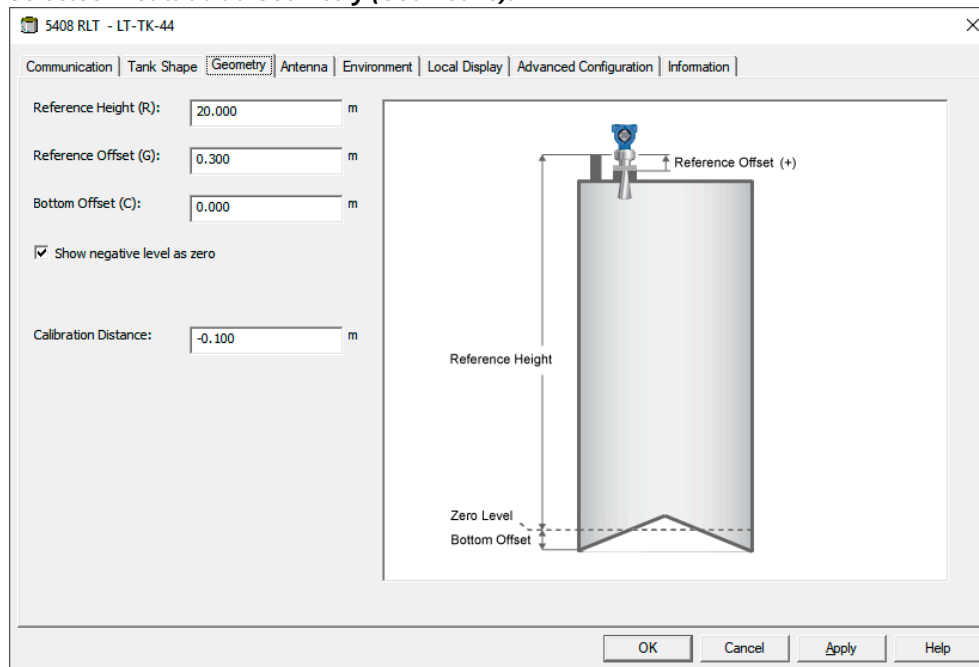 Geometry
5408 RLT - LT-TK-44
Communication Tank Shape Geometry Antenna Environment Local Display Advanced Configuration Information
Reference Height (R): 20.000 m
Reference Offset (G): 0.300 m
Bottom Offset (C): 0.000 m
Show negative level as zero
Calibration Distance: -0.100 m
Reference Offset (+)
Reference Height
Zero Level
Bottom Offset
OK Cancel Apply Help